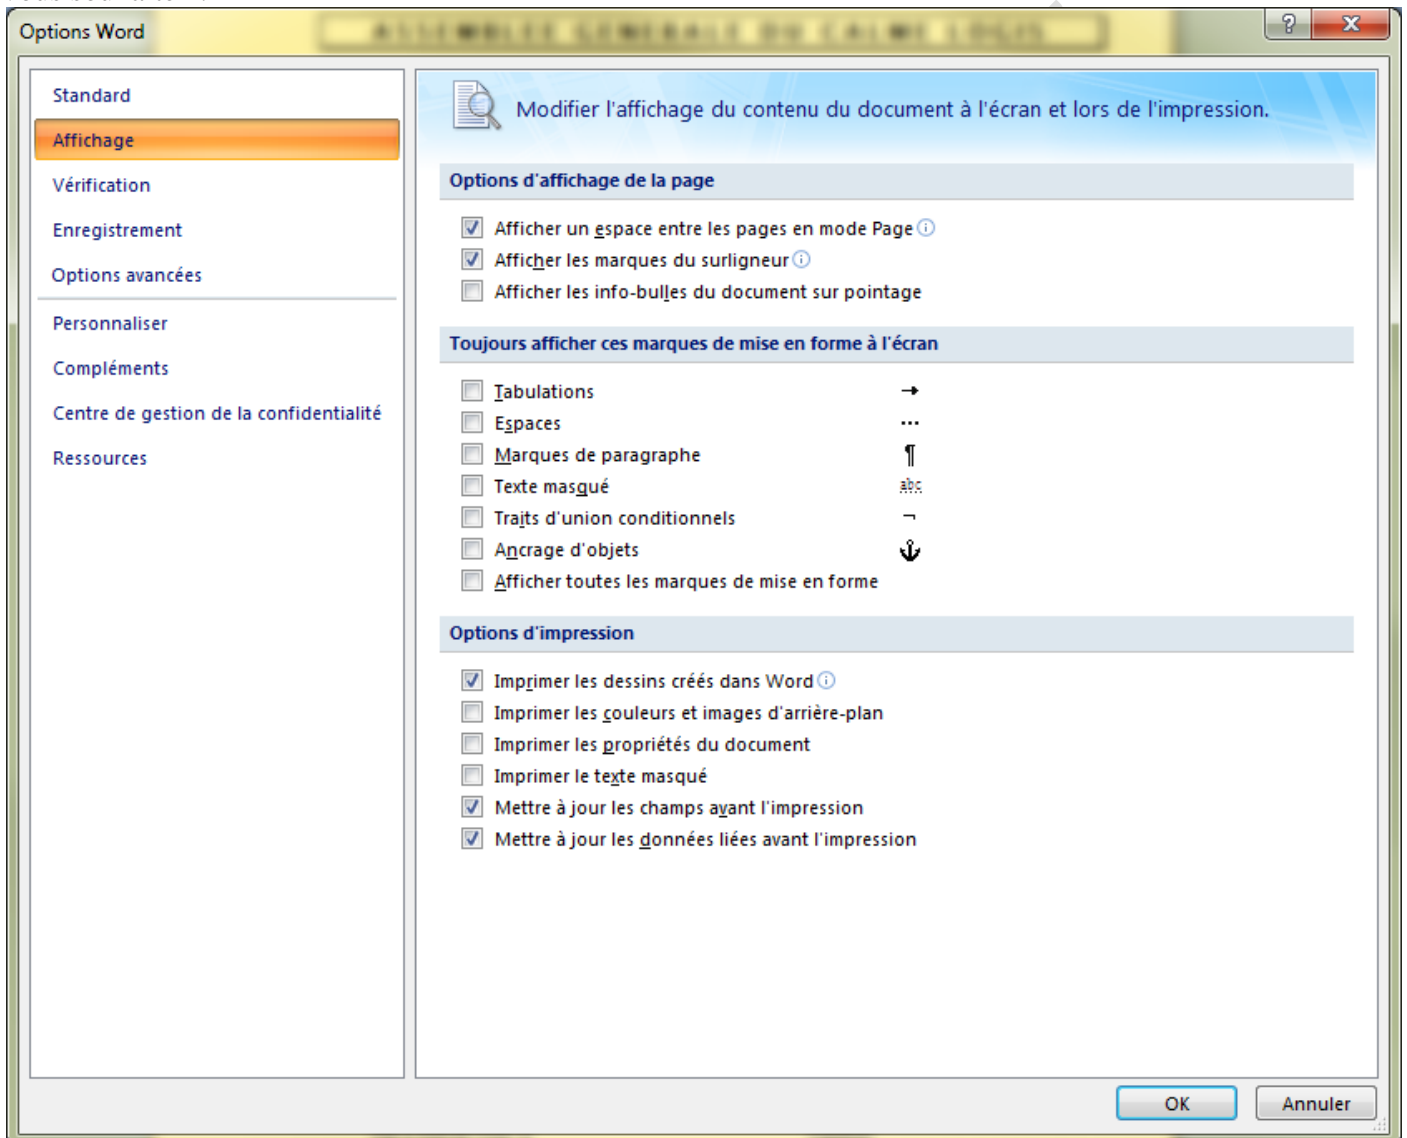 Options Word
ASSEMBLEE GENERALE DU CALME LOGIS
Standard
Affichage
Vérification
Enregistrement
Options avancées
Personnaliser
Compléments
Centre de gestion de la confidentialité
Ressources
Modifier l'affichage du contenu du document à l'écran et lors de l'impression.
Options d'affichage de la page
Afficher un espace entre les pages en mode Page
Afficher les marques du surligneur
Afficher les info-bulles du document sur pointage
Toujours afficher ces marques de mise en forme à l'écran
Tabulations →
Espaces ...
Marques de paragraphe ¶
Texte masqué abc
Traits d'union conditionnels ¬
Ancrage d'objets
Afficher toutes les marques de mise en forme
Options d'impression
Imprimer les dessins créés dans Word
Imprimer les couleurs et images d'arrière-plan
Imprimer les propriétés du document
Imprimer le texte masqué
Mettre à jour les champs avant l'impression
Mettre à jour les données liées avant l'impression
OK Annuler